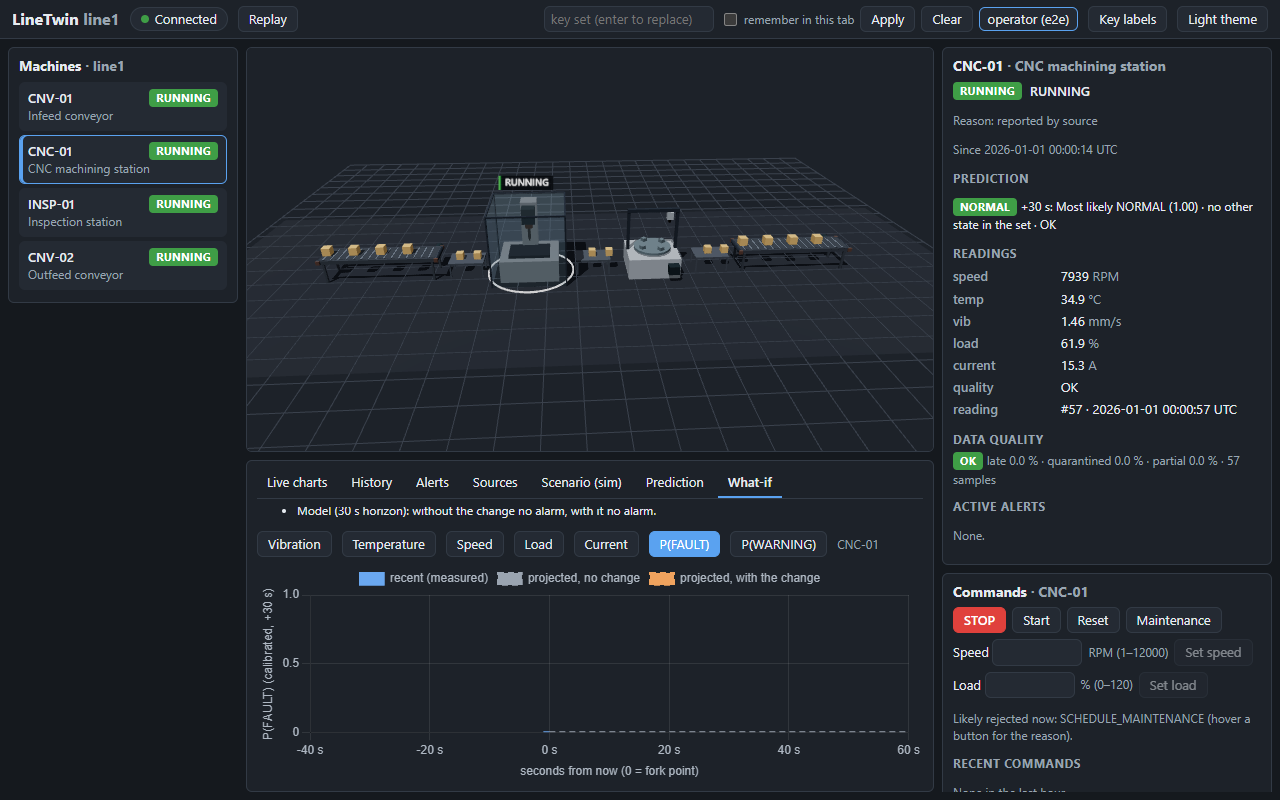 LineTwin line1 Connected Replay key set (enter to replace) remember in this tab Apply Clear operator (e2e) Key labels Light theme
Machines · line1
CNV-01 RUNNING
Infeed conveyor
CNC-01 RUNNING
CNC machining station
INSP-01 RUNNING
Inspection station
CNV-02 RUNNING
Outfeed conveyor
RUNNING
Live charts History Alerts Sources Scenario (sim) Prediction What-if
• Model (30 s horizon): without the change no alarm, with it no alarm.
Vibration Temperature Speed Load Current P(FAULT) P(WARNING) CNC-01
recent (measured) projected, no change projected, with the change
P(FAULT) (calibrated, +30 s)
1.0
0.5
0
-40 s -20 s 0 s 20 s 40 s 60 s
seconds from now (0 = fork point)
CNC-01 · CNC machining station
RUNNING RUNNING
Reason: reported by source
Since 2026-01-01 00:00:14 UTC
PREDICTION
NORMAL +30 s: Most likely NORMAL (1.00) · no other
state in the set · OK
READINGS
speed 7939 RPM
temp 34.9 °C
vib 1.46 mm/s
load 61.9 %
current 15.3 A
quality OK
reading #57 · 2026-01-01 00:00:57 UTC
DATA QUALITY
OK late 0.0 % · quarantined 0.0 % · partial 0.0 % · 57
samples
ACTIVE ALERTS
None.
Commands · CNC-01
STOP Start Reset Maintenance
Speed RPM (1–12000) Set speed
Load % (0–120) Set load
Likely rejected now: SCHEDULE_MAINTENANCE (hover a
button for the reason).
RECENT COMMANDS
None in the last hour